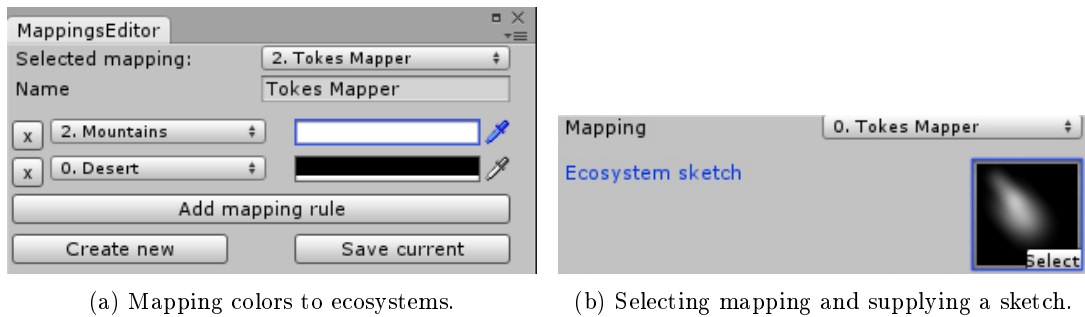 MappingsEditor
Selected mapping: 2. Tokes Mapper
Name Tokes Mapper
x 2. Mountains
x 0. Desert
Add mapping rule
Create new Save current
(a) Mapping colors to ecosystems.
Mapping 0. Tokes Mapper
Ecosystem sketch
Select
(b) Selecting mapping and supplying a sketch.